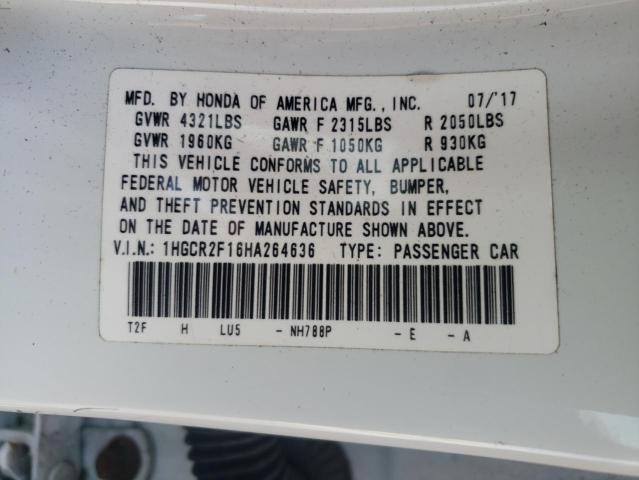 MFD. BY HONDA OF AMERICA MFG., INC. 07/'17
GVWR 4321LBS GAWR F 2315LBS R 2050LBS
GVWR 1960KG GAWR F 1050KG R 930KG
THIS VEHICLE CONFORMS TO ALL APPLICABLE
FEDERAL MOTOR VEHICLE SAFETY, BUMPER,
AND THEFT PREVENTION STANDARDS IN EFFECT
ON THE DATE OF MANUFACTURE SHOWN ABOVE.
V.I.N.: 1HGCR2F16HA264636 TYPE: PASSENGER CAR
T2F H LU5 - NH788P - E - A